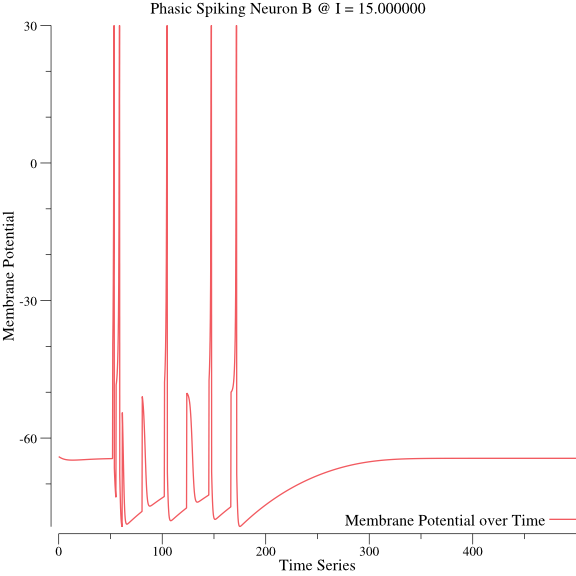 Phasic Spiking Neuron B @ I = 15.000000
30
0
-30
-60
Membrane Potential
Membrane Potential over Time
0 100 200 300 400
Time Series